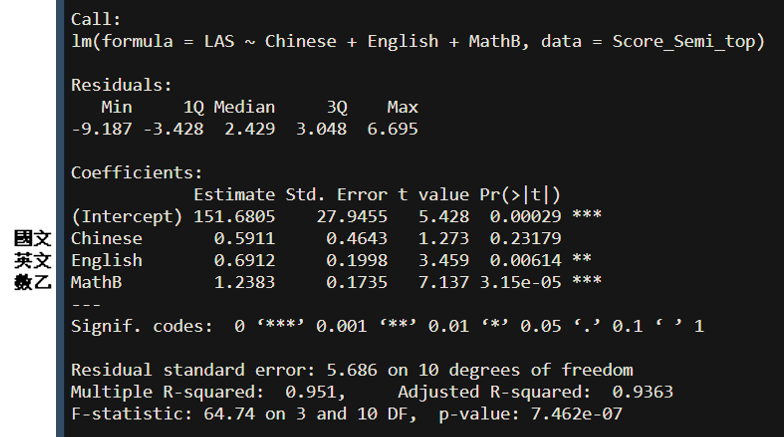 Call:
lm(formula = LAS ~ Chinese + English + MathB, data = Score_Semi_top)
Residuals:
Min 1Q Median 3Q Max
-9.187 -3.428 2.429 3.048 6.695
Coefficients:
Estimate Std. Error t value Pr(>|t|)
(Intercept) 151.6805 27.9455 5.428 0.00029 ***
國文 Chinese 0.5911 0.4643 1.273 0.23179
英文 English 0.6912 0.1998 3.459 0.00614 **
數乙 MathB 1.2383 0.1735 7.137 3.15e-05 ***
---
Signif. codes: 0 ‘***’ 0.001 ‘**’ 0.01 ‘*’ 0.05 ‘.’ 0.1 ‘ ’ 1
Residual standard error: 5.686 on 10 degrees of freedom
Multiple R-squared: 0.951, Adjusted R-squared: 0.9363
F-statistic: 64.74 on 3 and 10 DF, p-value: 7.462e-07